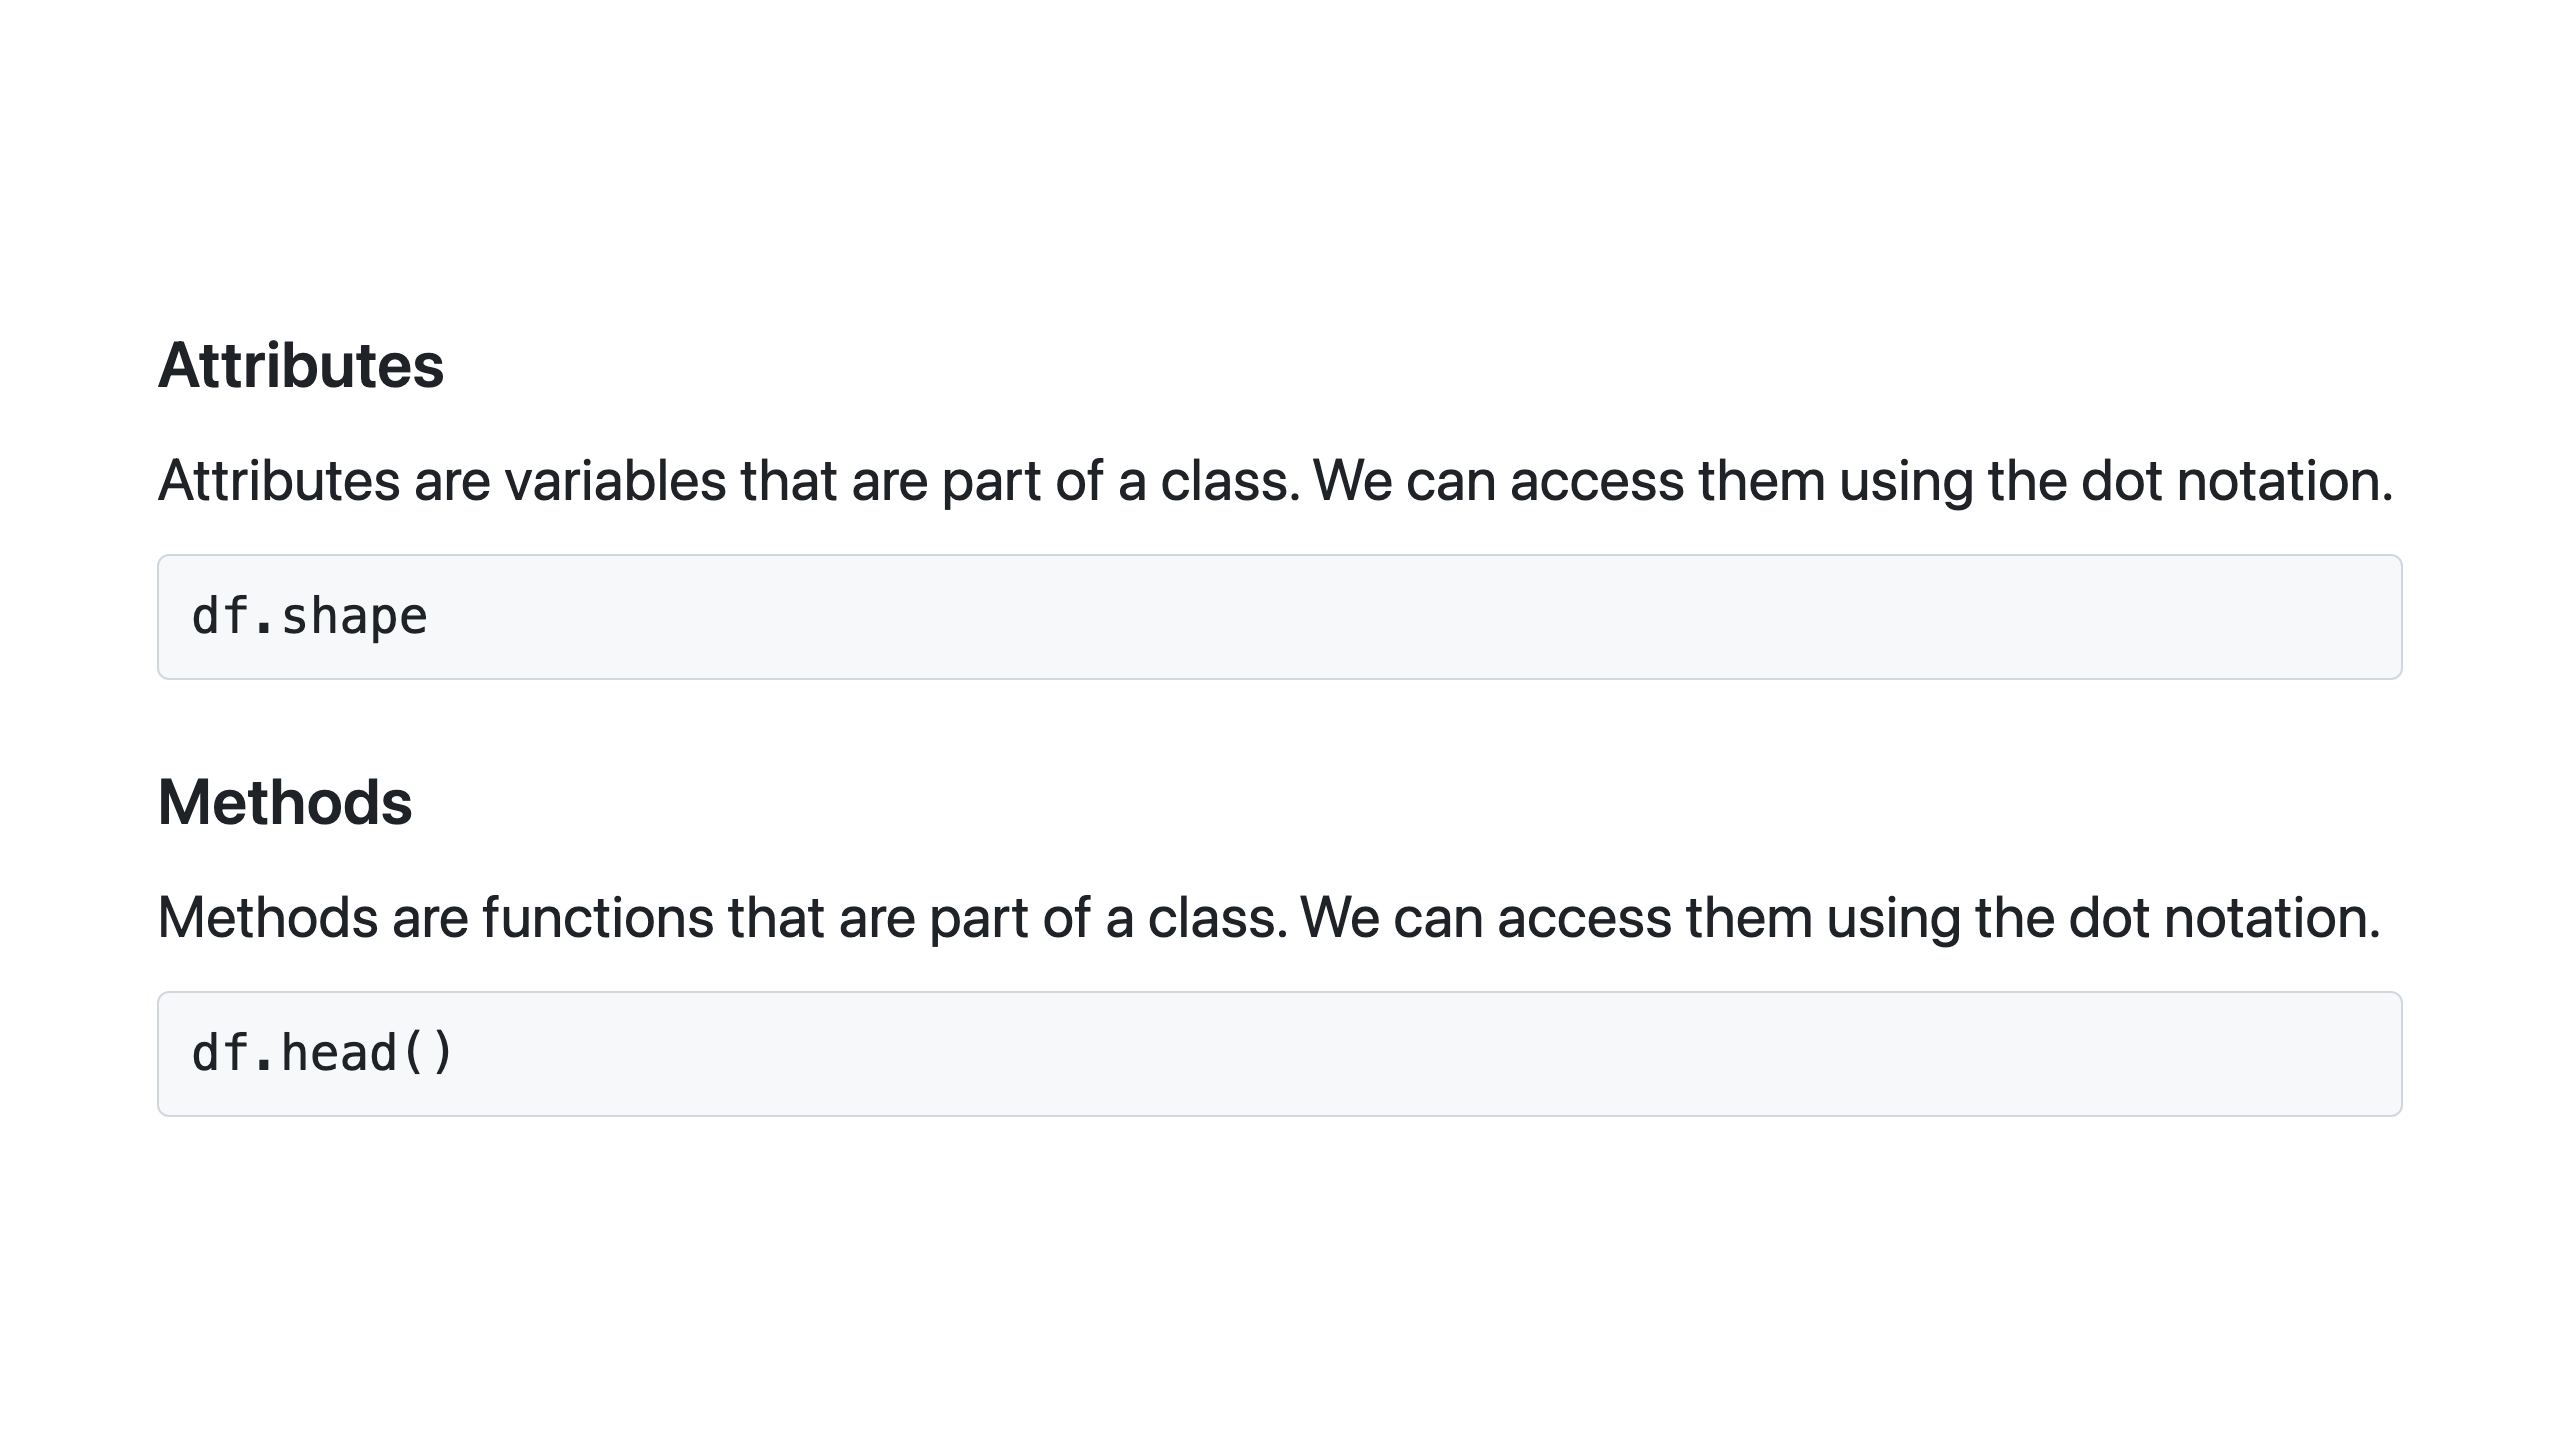 Attributes
Attributes are variables that are part of a class. We can access them using the dot notation.
df.shape
Methods
Methods are functions that are part of a class. We can access them using the dot notation.
df.head()